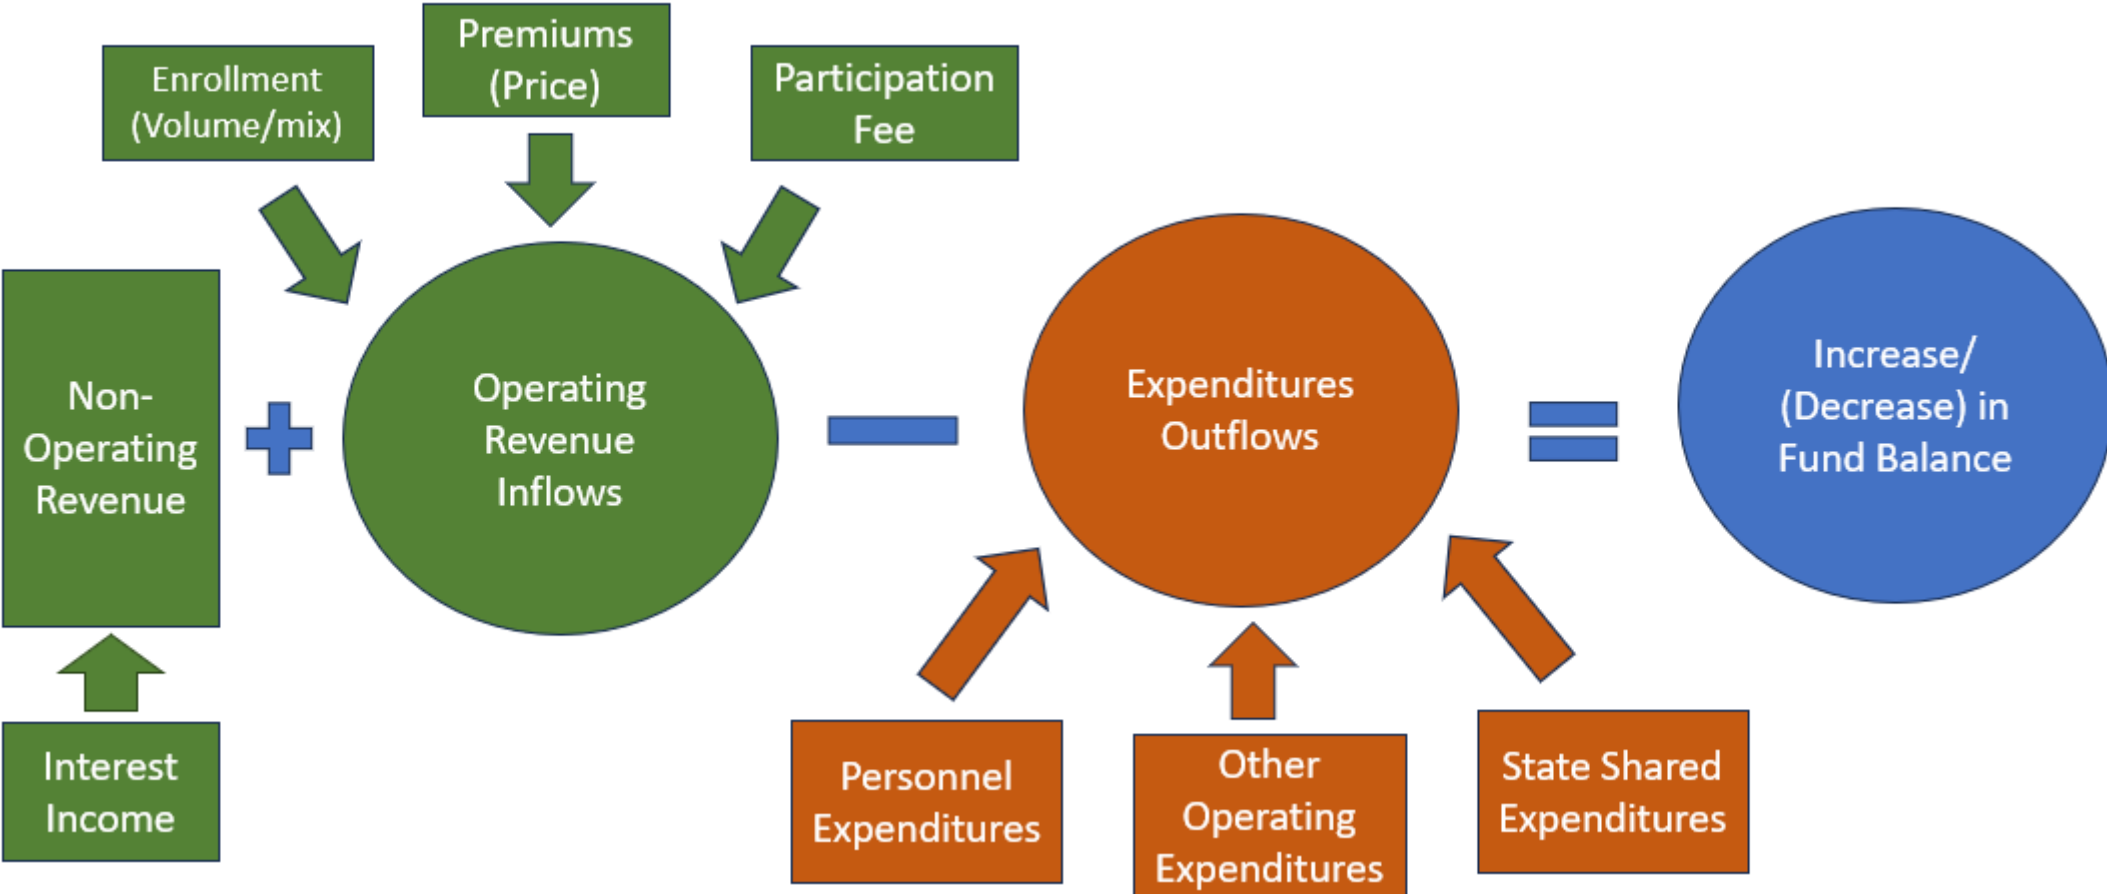 Enrollment
(Volume/mix)
Premiums
(Price)
Participation
Fee
Non-
Operating
Revenue
Operating
Revenue
Inflows
Expenditures
Outflows
Increase/
(Decrease) in
Fund Balance
Interest
Income
Personnel
Expenditures
Other
Operating
Expenditures
State Shared
Expenditures